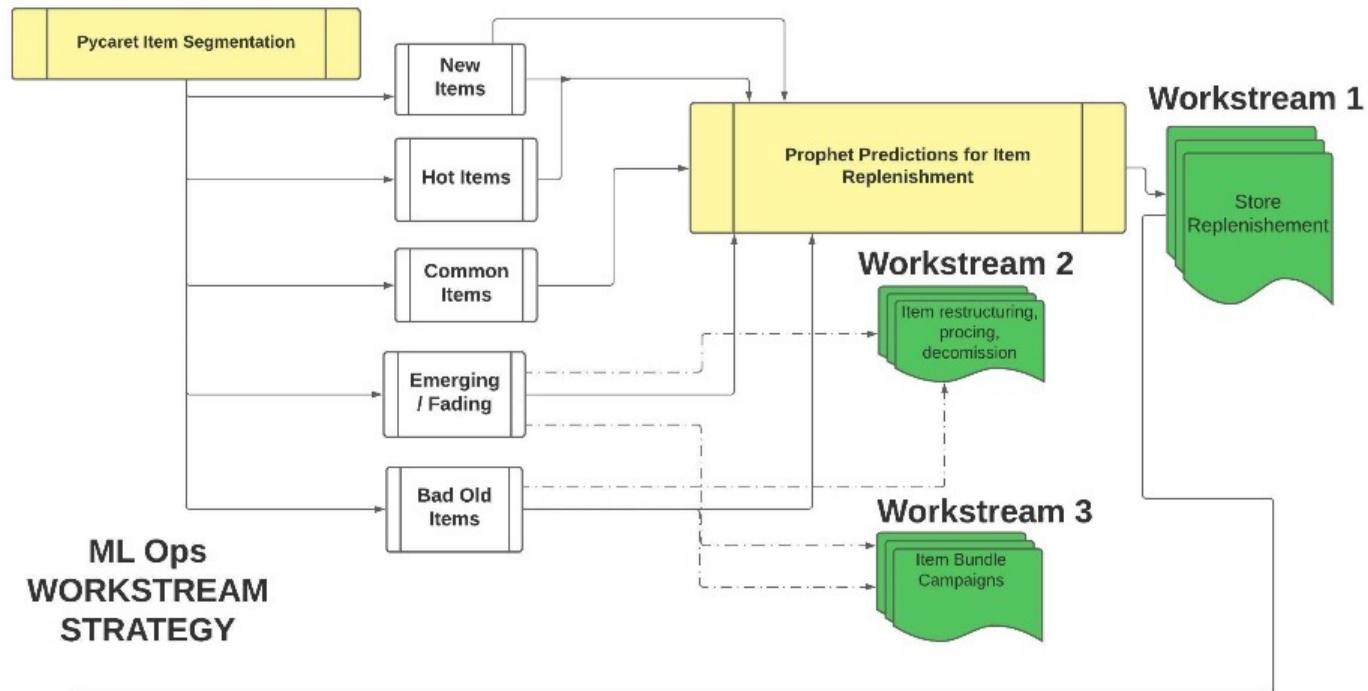 Pycaret Item Segmentation
New
Items
Hot Items
Common
Items
Emerging
/ Fading
Bad Old
Items
Prophet Predictions for Item
Replenishment
Workstream 1
Store
Replenishement
Workstream 2
Item restructuring,
procing,
decomission
Workstream 3
Item Bundle
Campaigns
ML Ops
WORKSTREAM
STRATEGY